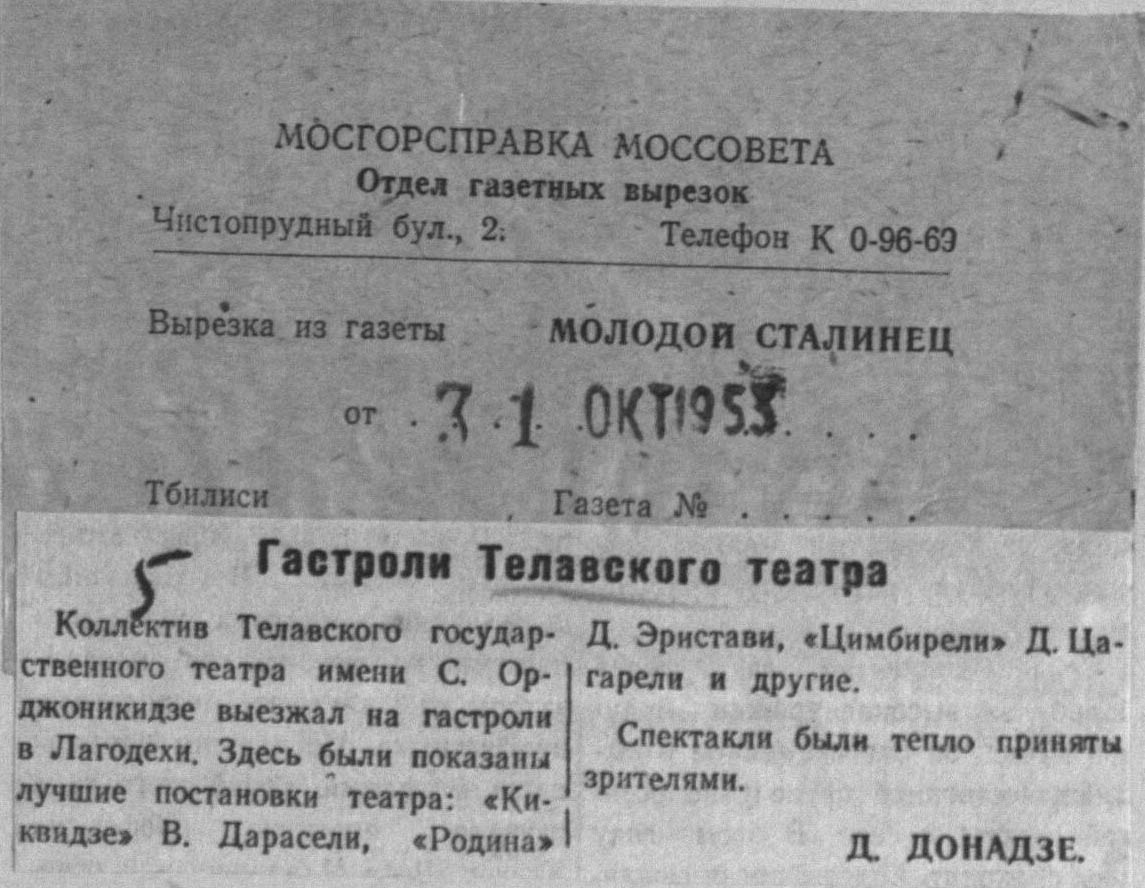 МОСГОРСПРАВКА МОССОВЕТА
Отдел газетных вырезок
Чистопрудный бул., 2. Телефон К 0-96-69
Вырезка из газеты МОЛОДОЙ СТАЛИНЕЦ
от . 31 ОКТ 1953 . . . .
Тбилиси Газета № . . . . .
5
Гастроли Телавского театра
Коллектив Телавского государ-
ственного театра имени С. Ор-
джоникидзе выезжал на гастроли
в Лагодехи. Здесь были показаны
лучшие постановки театра: «Ки-
квидзе» В. Дарасели, «Родина»
Д. Эристави, «Цимбирели» Д. Ца-
гарели и другие.
Спектакли были тепло приняты
зрителями.
Д. ДОНАДЗЕ.